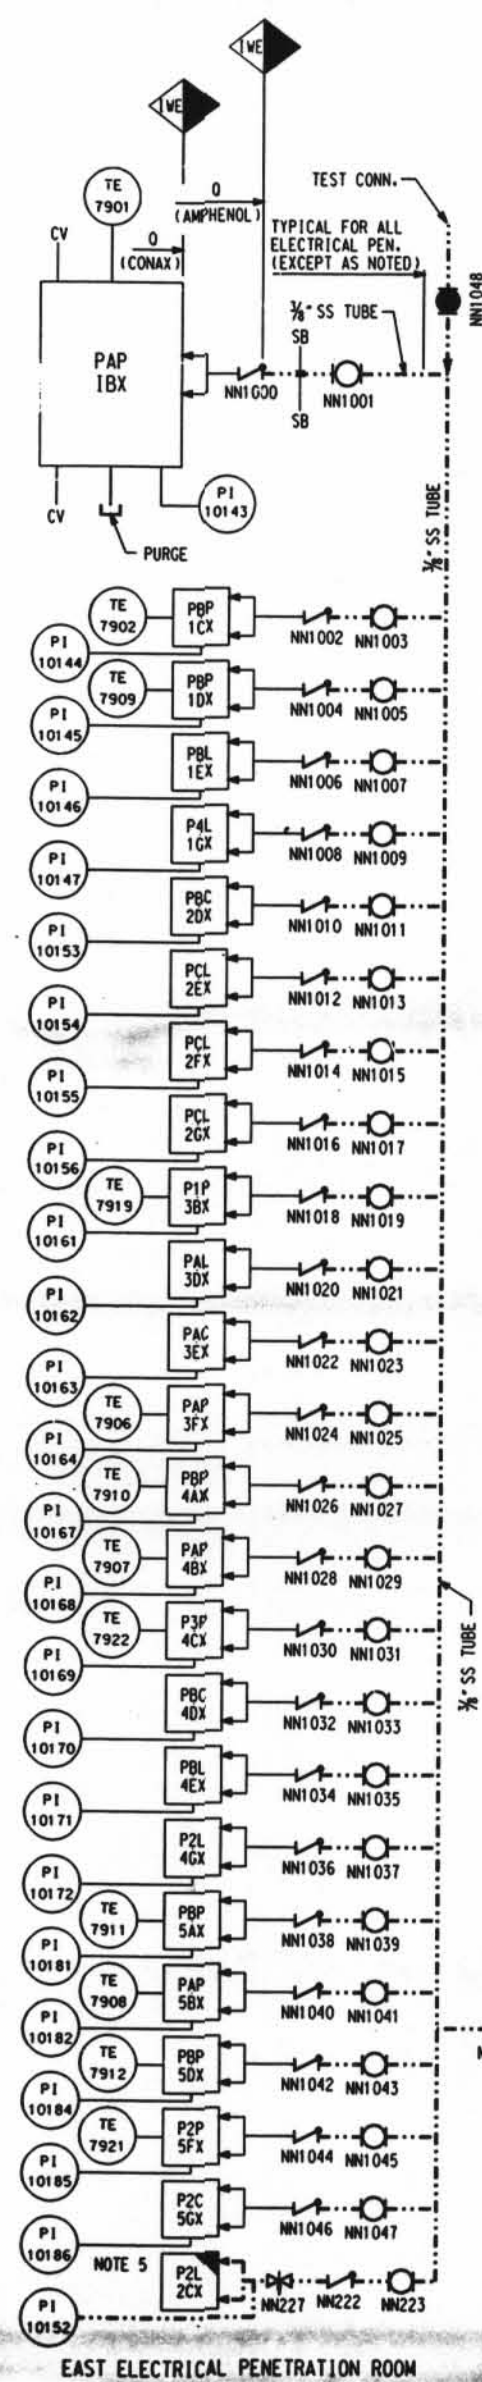 IWE
IWE
TEST CONN.
TE
7901
O
(AMPHENOL)
TYPICAL FOR ALL
ELECTRICAL PEN.
(EXCEPT AS NOTED)
CV
O
(CONAX)
NN1048
3/8" SS TUBE
SB
PAP
1BX
NN1000
NN1001
SB
CV
PI
10143
PURGE
3/8" SS TUBE
TE
7902
PBP
1CX
NN1002 NN1003
PI
10144
TE
7909
PBP
1DX
NN1004 NN1005
PI
10145
PBL
1EX
NN1006 NN1007
PI
10146
P4L
1GX
NN1008 NN1009
PI
10147
PBC
2DX
NN1010 NN1011
PI
10153
PCL
2EX
NN1012 NN1013
PI
10154
PCL
2FX
NN1014 NN1015
PI
10155
PCL
2GX
NN1016 NN1017
PI
10156
TE
7919
P1P
3BX
NN1018 NN1019
PI
10161
PAL
3DX
NN1020 NN1021
PI
10162
PAC
3EX
NN1022 NN1023
PI
10163
TE
7906
PAP
3FX
NN1024 NN1025
PI
10164
TE
7910
PBP
4AX
NN1026 NN1027
PI
10167
TE
7907
PAP
4BX
NN1028 NN1029
PI
10168
TE
7922
P3P
4CX
NN1030 NN1031
3/8" SS TUBE
PI
10169
PBC
4DX
NN1032 NN1033
PI
10170
PBL
4EX
NN1034 NN1035
PI
10171
P2L
4GX
NN1036 NN1037
PI
10172
TE
7911
PBP
5AX
NN1038 NN1039
PI
10181
TE
7908
PAP
5BX
NN1040 NN1041
PI
10182
TE
7912
PBP
5DX
NN1042 NN1043
N
PI
10184
TE
7921
P2P
5FX
NN1044 NN1045
PI
10185
P2C
5GX
NN1046 NN1047
PI
10186
NOTE 5
P2L
2CX
NN227 NN222 NN223
PI
10152
EAST ELECTRICAL PENETRATION ROOM